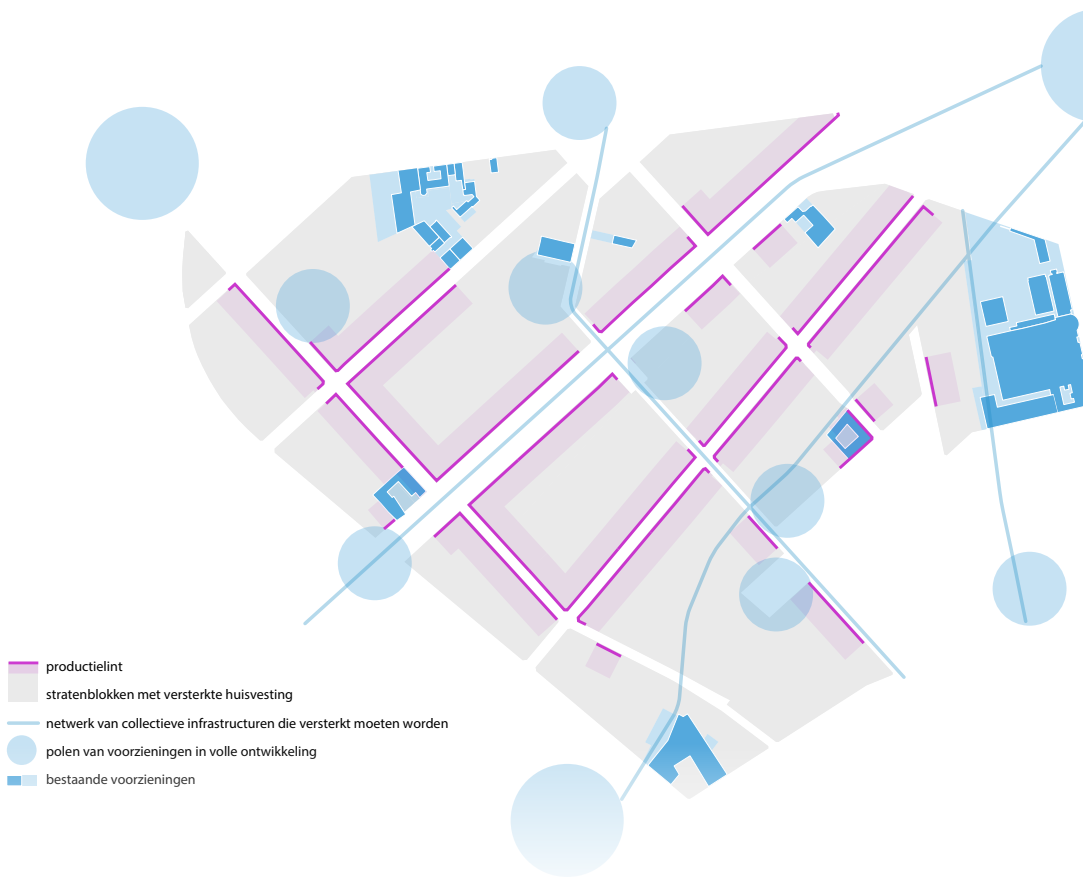 productielint
stratenblokken met versterkte huisvesting
netwerk van collectieve infrastructuren die versterkt moeten worden
polen van voorzieningen in volle ontwikkeling
bestaande voorzieningen